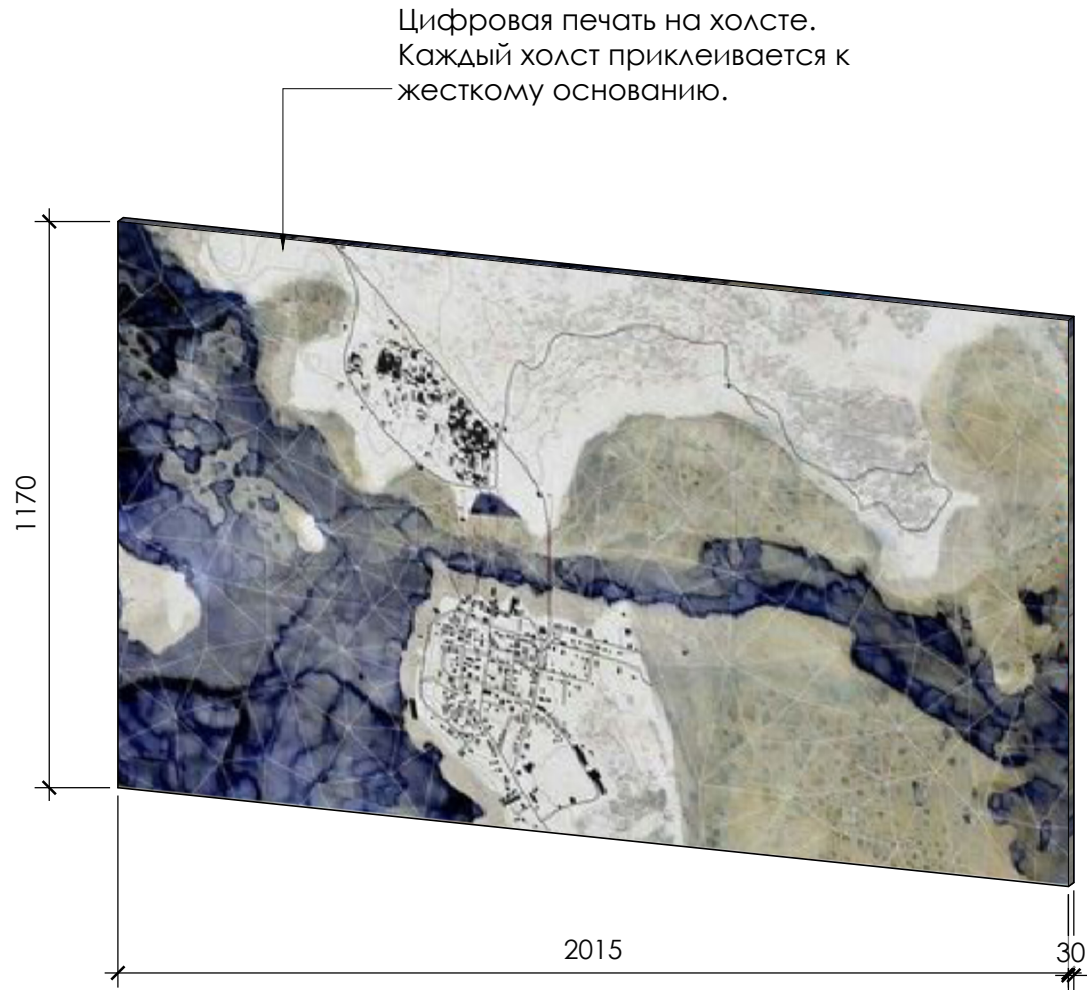 Цифровая печать на холсте.
Каждый холст приклеивается к
жесткому основанию.
1170
2015
30